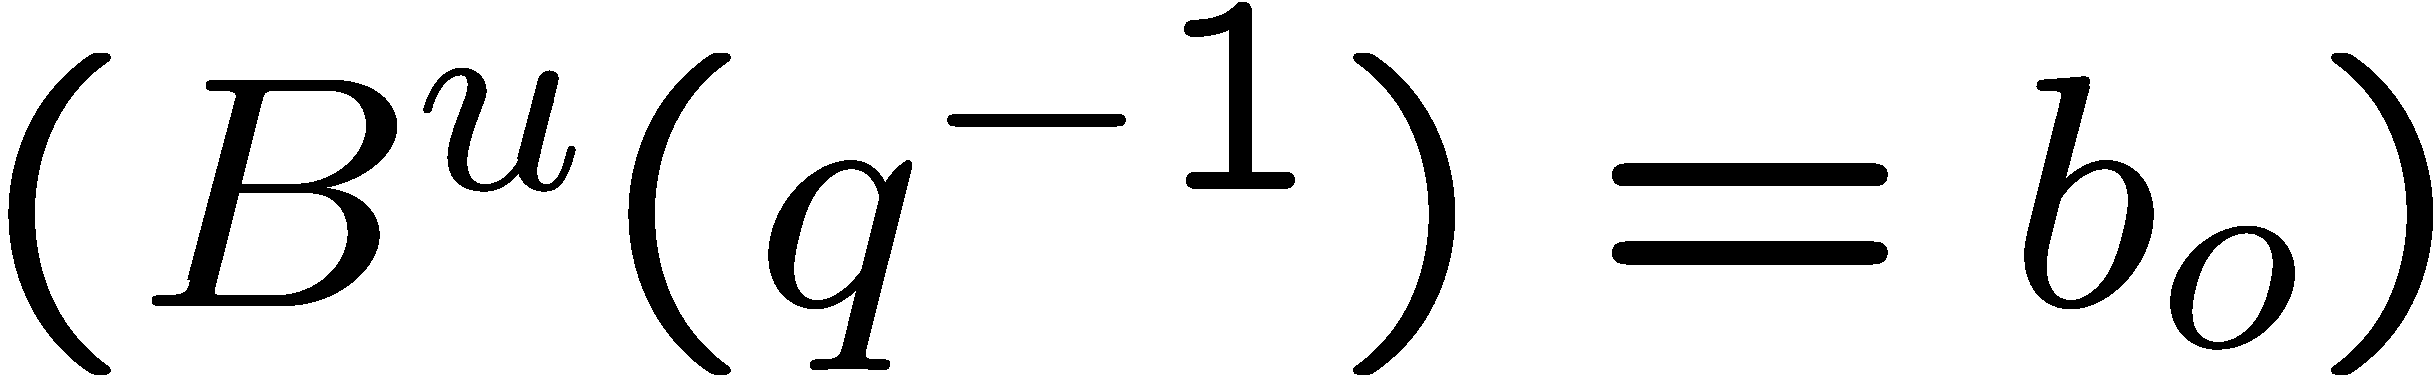 (B^u(q^{-1}) = b_o)